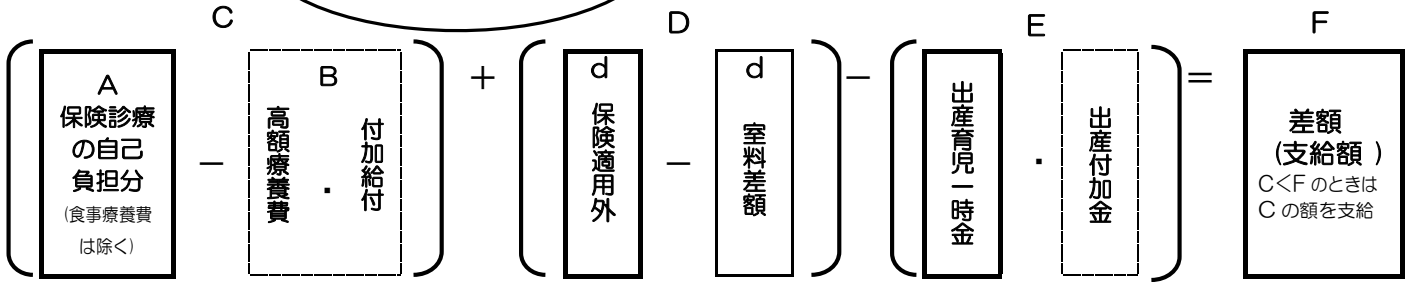 C
D
E
F
A
保険診療
の自己
負担分
(食事療養費
は除く)
－
B
高額療養費
・
付加給付
＋
d
保険適用外
－
d
室料差額
－
出産育児一時金
・
出産付加金
＝
差額
(支給額 )
C<F のときは
C の額を支給